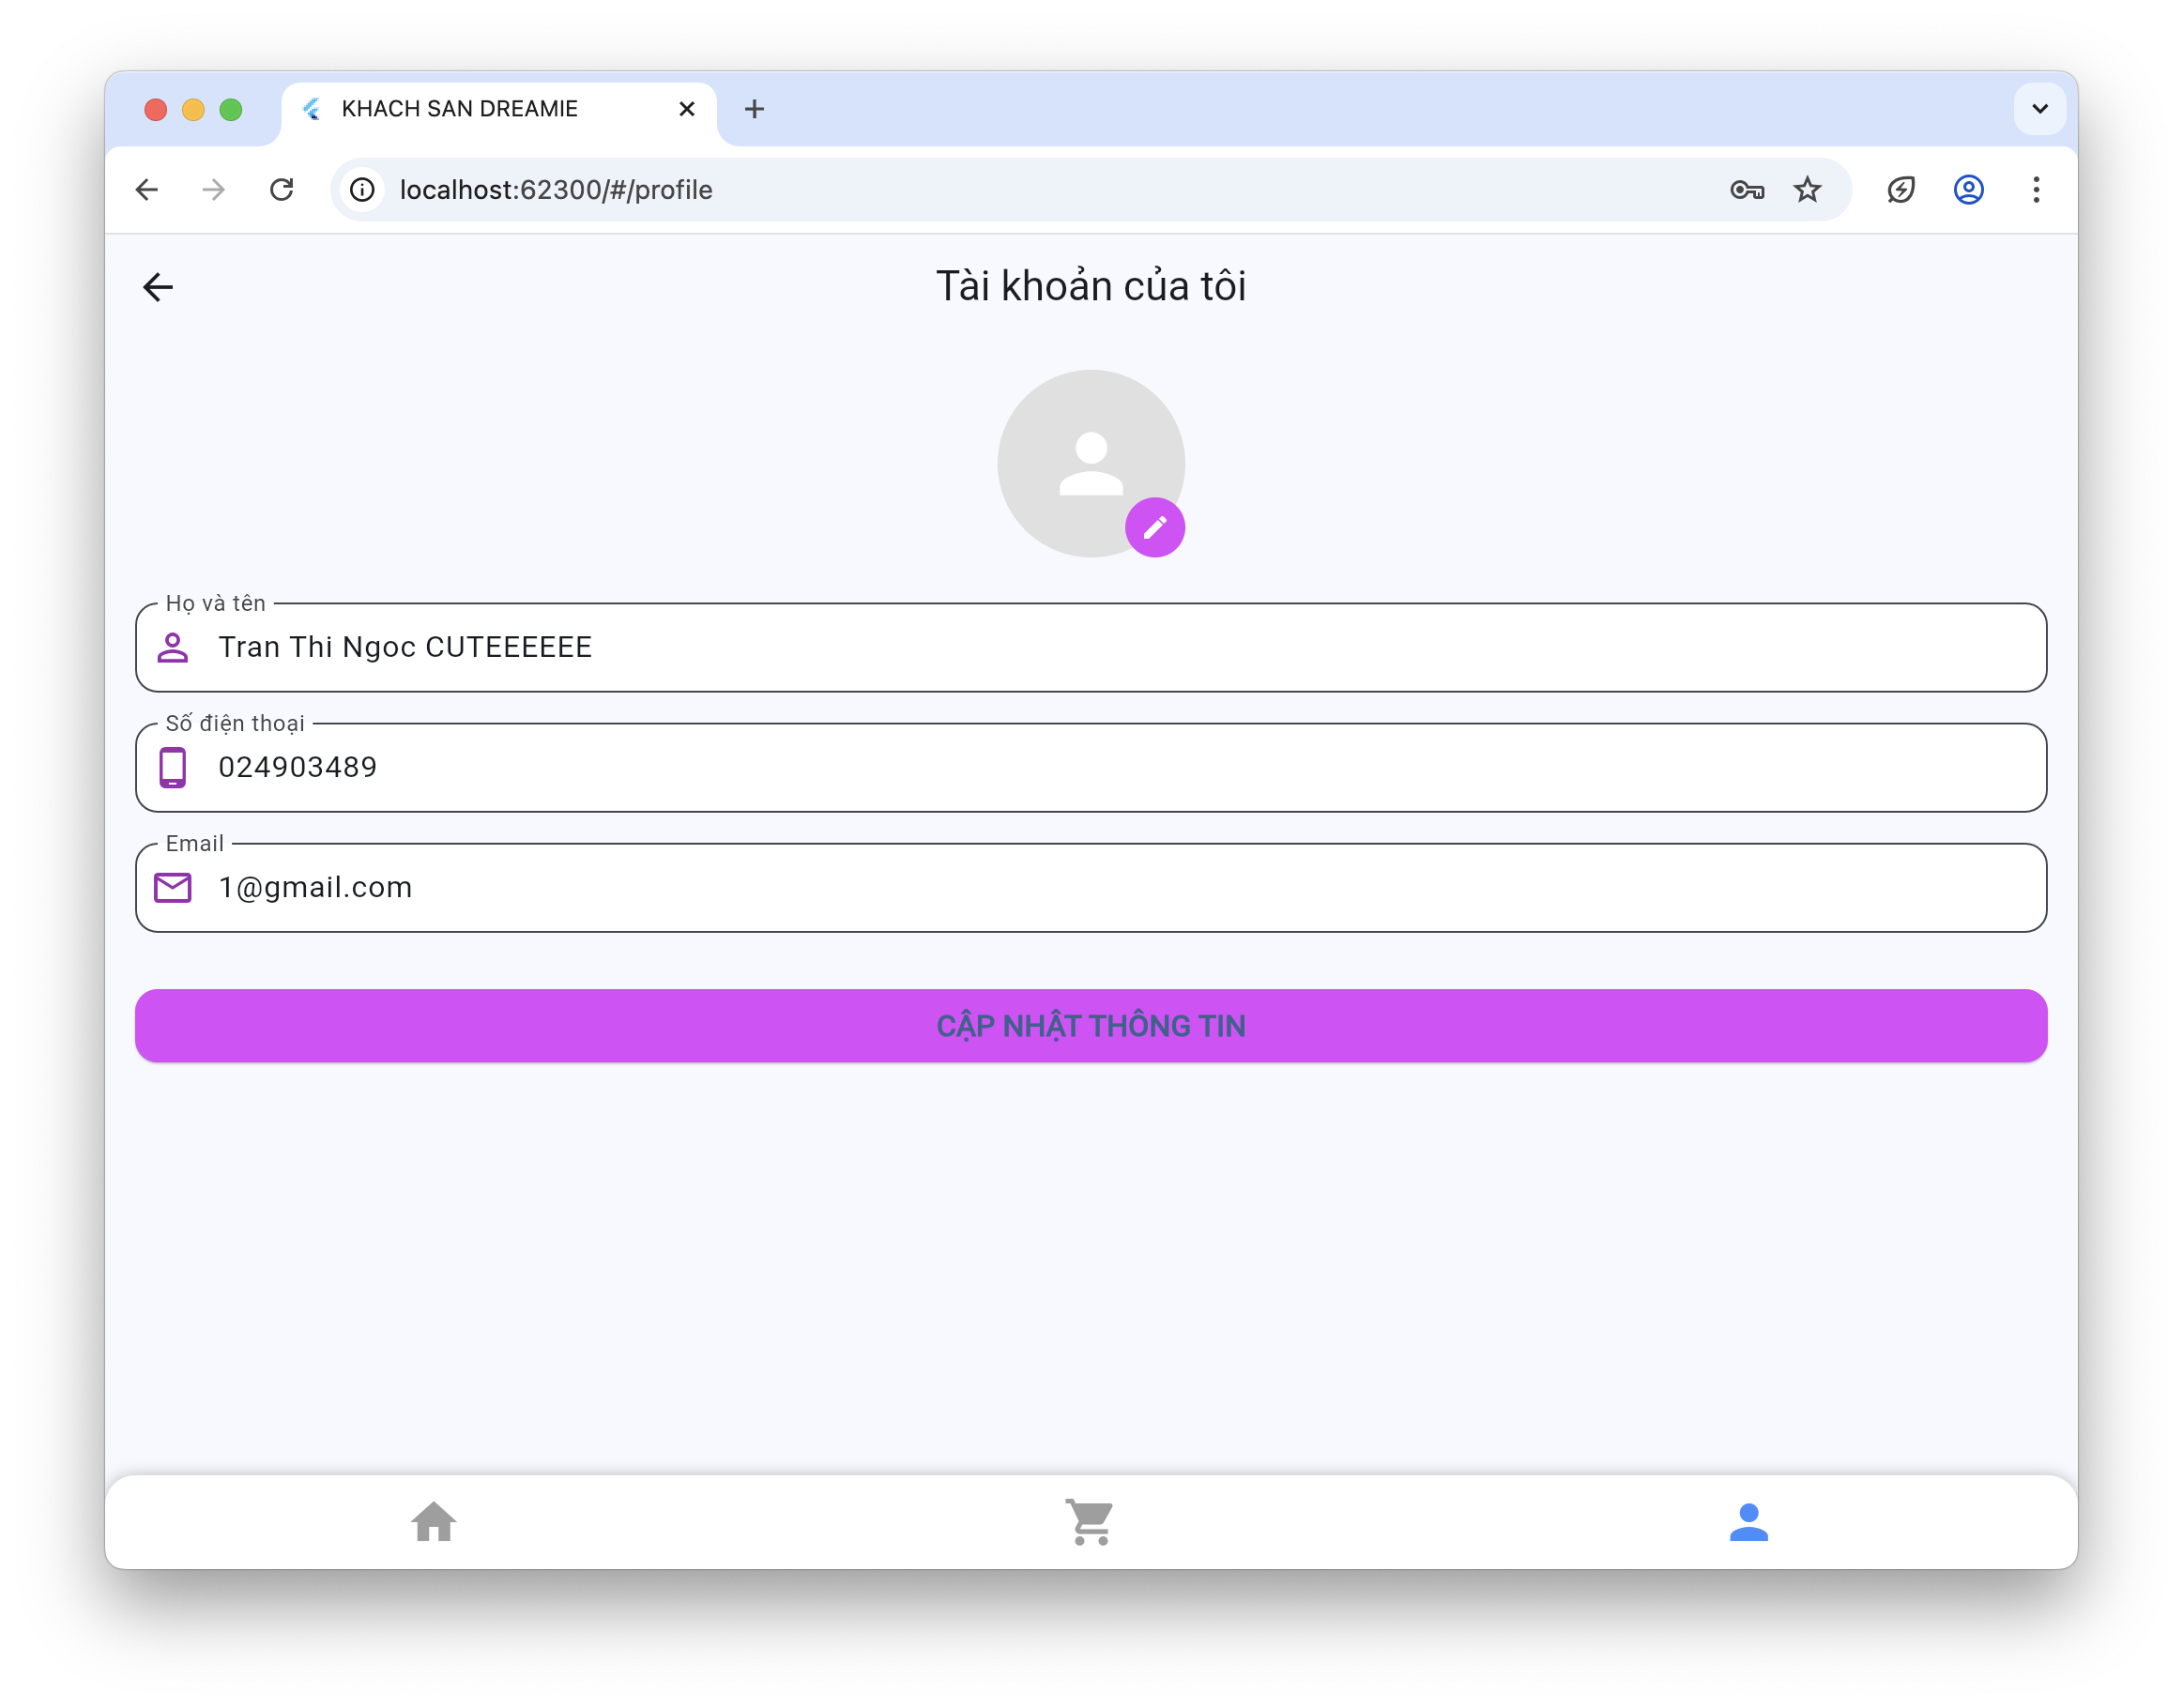 KHACH SAN DREAMIE
localhost:62300/#/profile
Tài khoản của tôi
Họ và tên
Tran Thi Ngoc CUTEEEEEE
Số điện thoại
024903489
Email
1@gmail.com
CẬP NHẬT THÔNG TIN